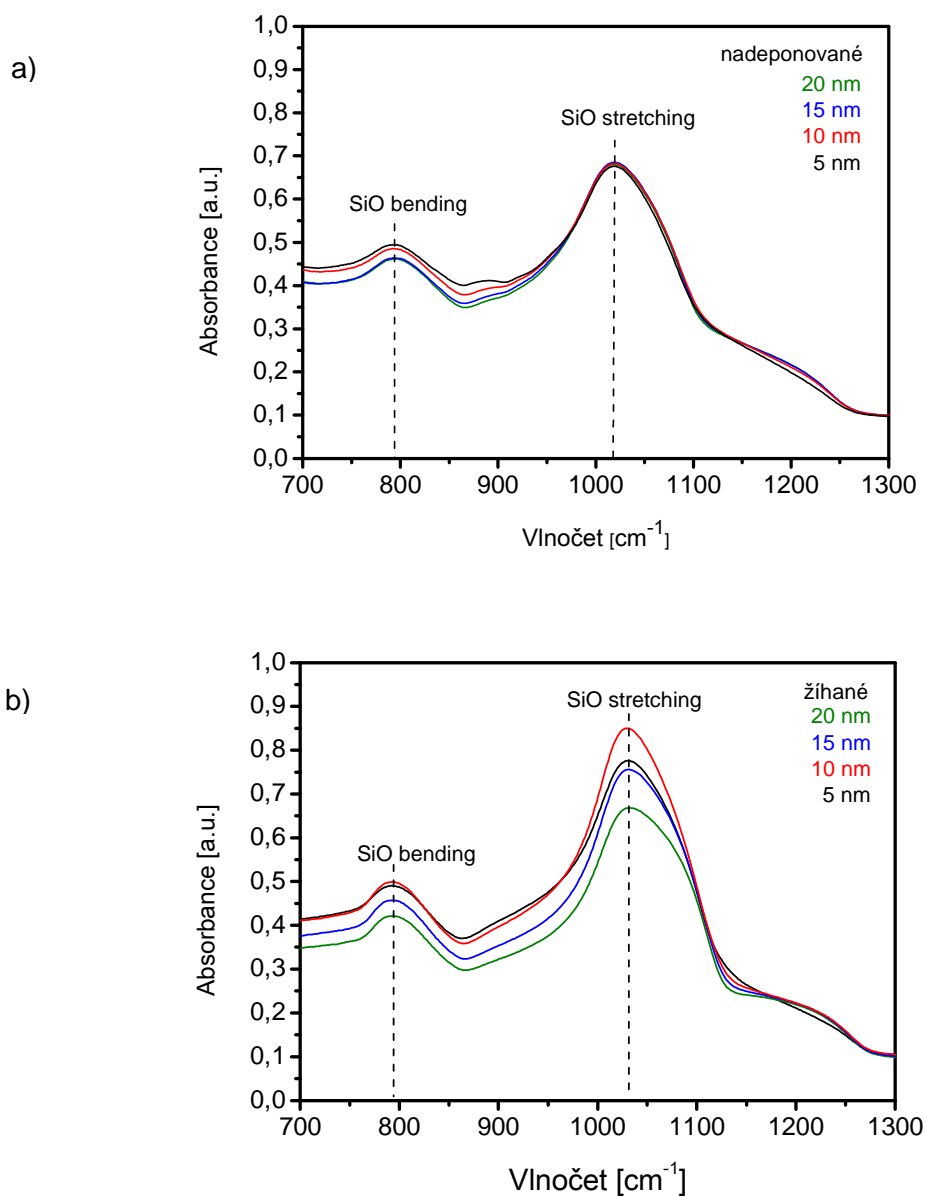 a)
nadeponované
20 nm
15 nm
10 nm
5 nm
SiO stretching
SiO bending
1,0
0,9
0,8
0,7
0,6
0,5
0,4
0,3
0,2
0,1
0,0
Absorbance [a.u.]
700 800 900 1000 1100 1200 1300
Vlnočet [cm⁻¹]
b)
žíhané
20 nm
15 nm
10 nm
5 nm
SiO stretching
SiO bending
1,0
0,9
0,8
0,7
0,6
0,5
0,4
0,3
0,2
0,1
0,0
Absorbance [a.u.]
700 800 900 1000 1100 1200 1300
Vlnočet [cm⁻¹]